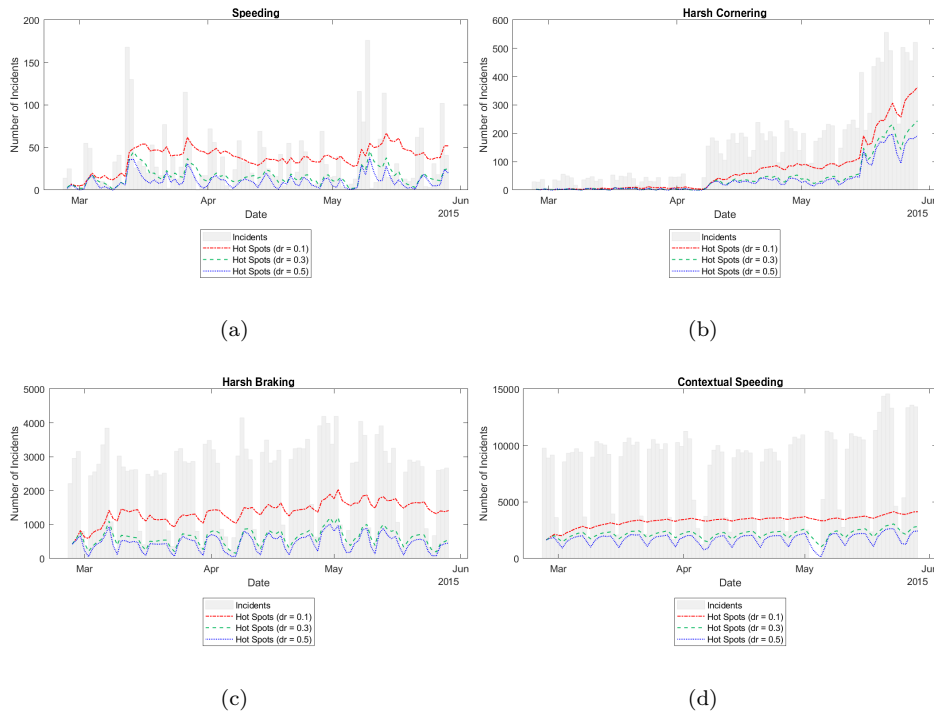 Speeding
Number of Incidents
200
150
100
50
0
Mar
Apr
May
Jun
Date
2015
Incidents
Hot Spots (dr = 0.1)
Hot Spots (dr = 0.3)
Hot Spots (dr = 0.5)
(a)
Harsh Cornering
Number of Incidents
600
500
400
300
200
100
0
Mar
Apr
May
Jun
Date
2015
Incidents
Hot Spots (dr = 0.1)
Hot Spots (dr = 0.3)
Hot Spots (dr = 0.5)
(b)
Harsh Braking
Number of Incidents
5000
4000
3000
2000
1000
0
Mar
Apr
May
Jun
Date
2015
Incidents
Hot Spots (dr = 0.1)
Hot Spots (dr = 0.3)
Hot Spots (dr = 0.5)
(c)
Contextual Speeding
Number of Incidents
15000
10000
5000
0
Mar
Apr
May
Jun
Date
2015
Incidents
Hot Spots (dr = 0.1)
Hot Spots (dr = 0.3)
Hot Spots (dr = 0.5)
(d)